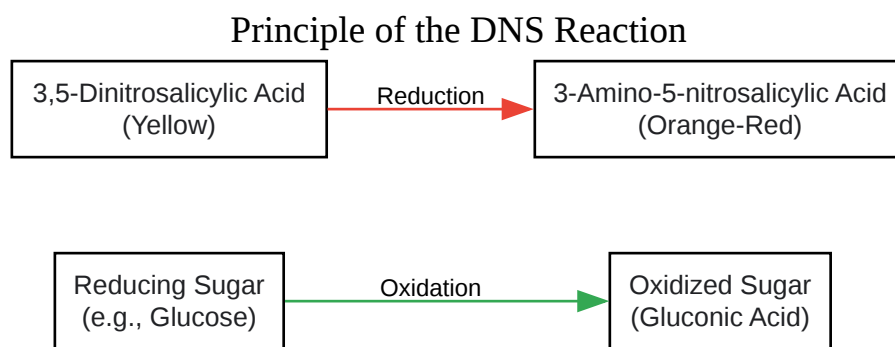 Principle of the DNS Reaction
3,5-Dinitrosalicylic Acid
(Yellow)
Reduction
3-Amino-5-nitrosalicylic Acid
(Orange-Red)
Reducing Sugar
(e.g., Glucose)
Oxidation
Oxidized Sugar
(Gluconic Acid)